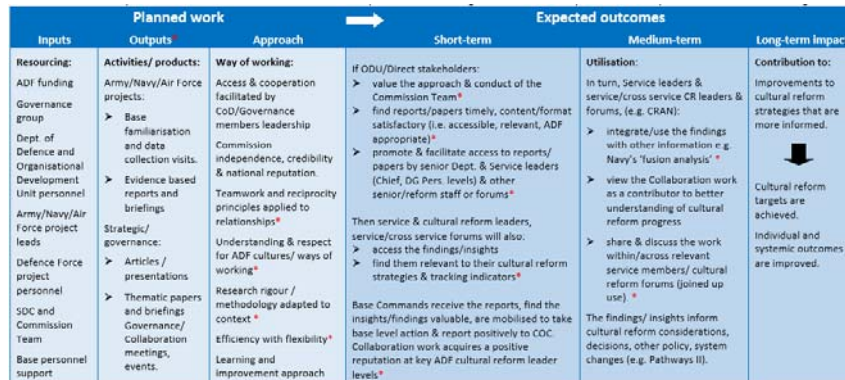 Planned work
Expected outcomes
Inputs
Outputs*
Approach
Short-term
Medium-term
Long-term impact
Resourcing:
ADF funding
Governance
group
Dept. of
Defence and
Organisational
Development
Unit personnel
Army/Navy/Air
Force project
leads
Defence Force
project
personnel
SDC and
Commission
Team
Base personnel
support
Activities/ products:
Army/Navy/Air Force
projects:
➤ Base
familiarisation
and data
collection visits.
➤ Evidence based
reports and
briefings
Strategic/
governance:
➤ Articles /
presentations
➤ Thematic papers
and briefings
Governance/
Collaboration
meetings,
events.
Way of working:
Access & cooperation
facilitated by
CoD/Governance
members leadership
Commission
independence, credibility
& national reputation.
Teamwork and reciprocity
principles applied to
relationships*
Understanding & respect
for ADF cultures/ ways of
working*
Research rigour /
methodology adapted to
context *
Efficiency with flexibility*
Learning and
improvement approach
If ODU/Direct stakeholders:
➤ value the approach & conduct of the
Commission Team*
➤ find reports/papers timely, content/format
satisfactory (i.e. accessible, relevant, ADF
appropriate)*
➤ promote & facilitate access to reports/
papers by senior Dept. & Service leaders
(Chief, DG Pers. levels) & other
senior/reform staff or forums*
Then service & cultural reform leaders,
service/cross service forums will also:
➤ access the findings/insights
➤ find them relevant to their cultural reform
strategies & tracking indicators*
Base Commands receive the reports, find the
insights/findings valuable, are mobilised to take
base level action & report positively to COC.
Collaboration work acquires a positive
reputation at key ADF cultural reform leader
levels*
Utilisation:
In turn, Service leaders &
service/cross service CR leaders &
forums, (e.g. CRAN):
➤ integrate/use the findings
with other information e.g.
Navy's 'fusion analysis' *
➤ view the Collaboration work
as a contributor to better
understanding of cultural
reform progress
➤ share & discuss the work
within/across relevant
service members/ cultural
reform forums (joined up
use). *
The findings/ insights inform
cultural reform considerations,
decisions, other policy, system
changes (e.g. Pathways II).
Contribution to:
Improvements to
cultural reform
strategies that
are more informed.
Cultural reform
targets are
achieved.
Individual and
systemic outcomes
are improved.